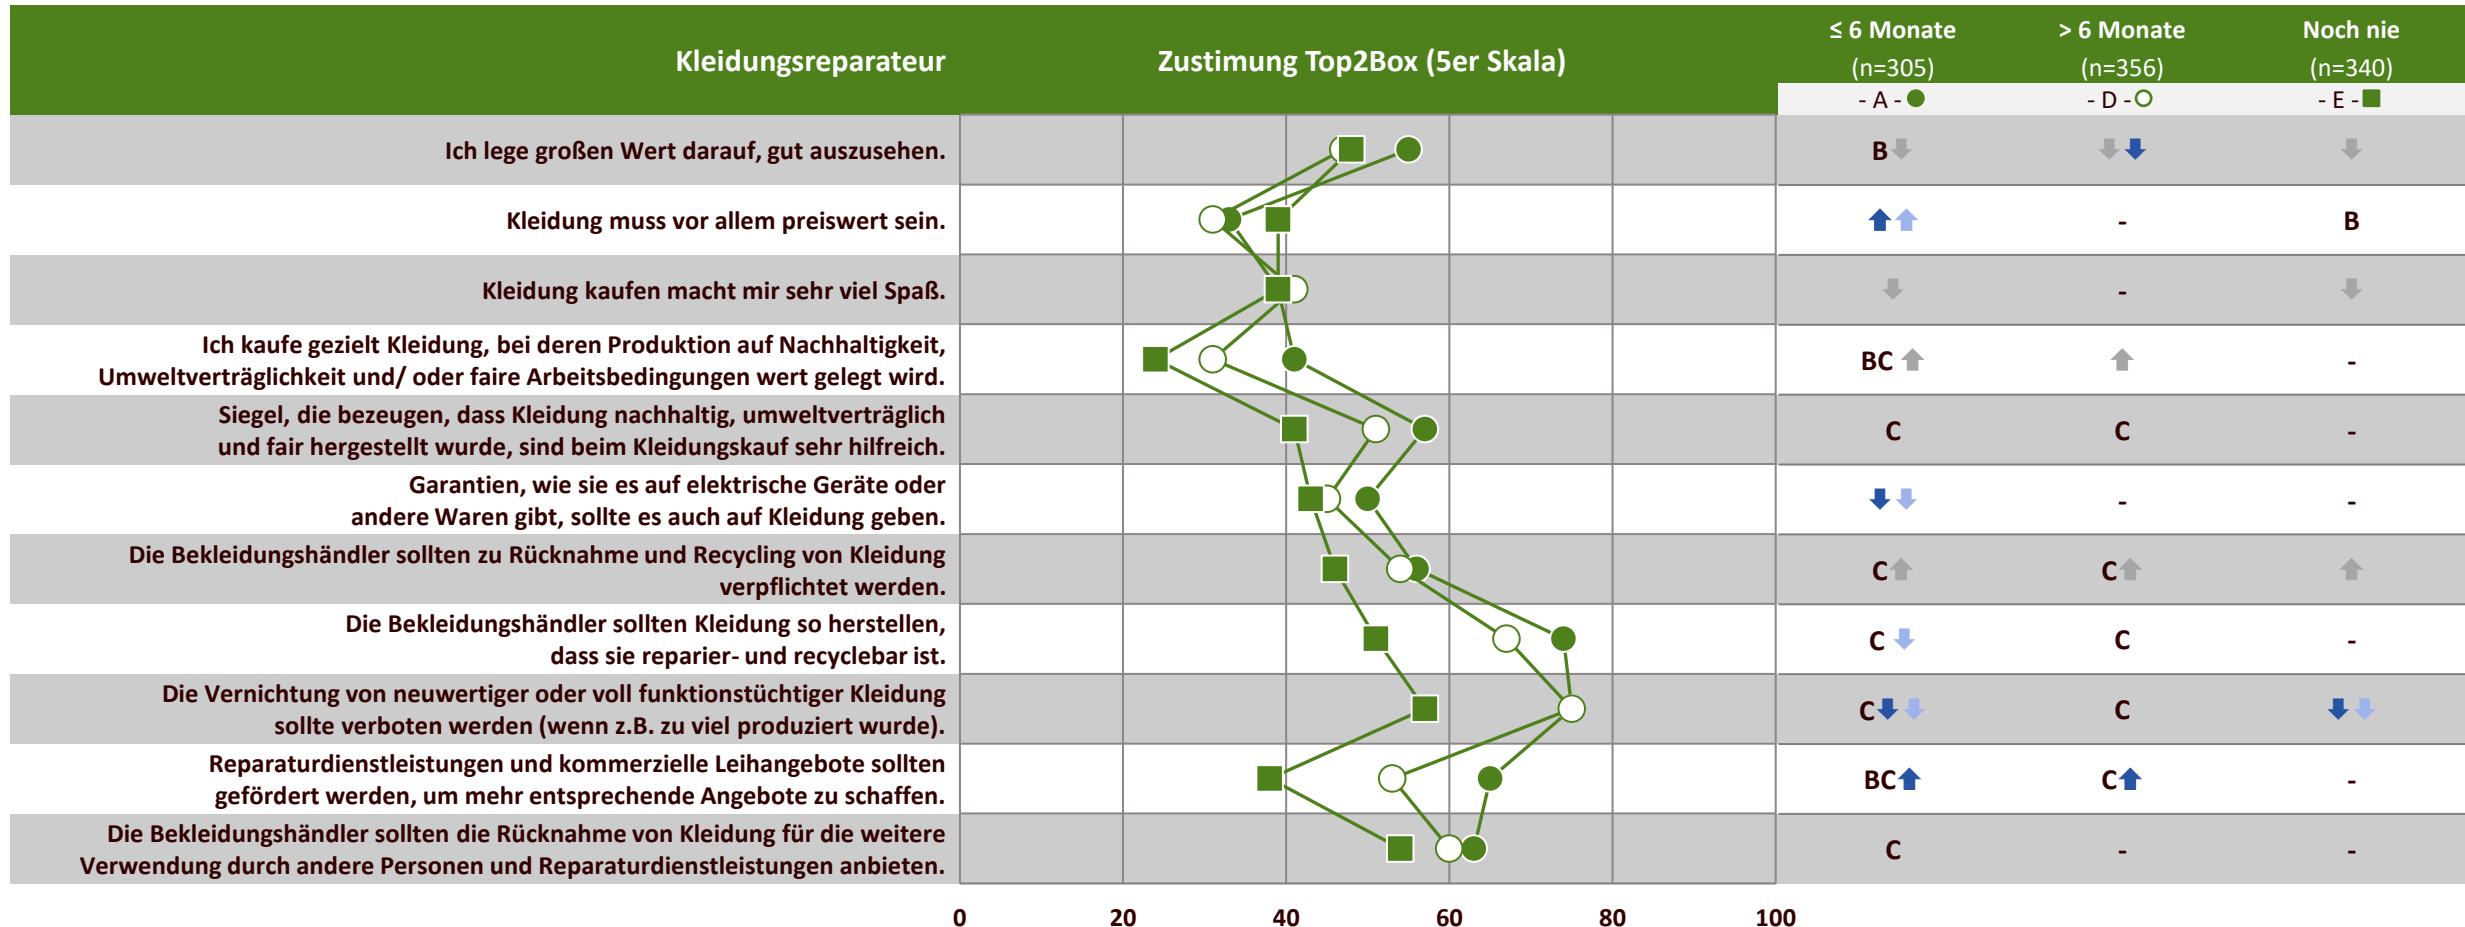 Kleidungsreparateur
Zustimmung Top2Box (5er Skala)
≤ 6 Monate
(n=305)
- A -
> 6 Monate
(n=356)
- D -
Noch nie
(n=340)
- E -
Ich lege großen Wert darauf, gut auszusehen.
B
Kleidung muss vor allem preiswert sein.
-
B
Kleidung kaufen macht mir sehr viel Spaß.
-
Ich kaufe gezielt Kleidung, bei deren Produktion auf Nachhaltigkeit,
Umweltverträglichkeit und/ oder faire Arbeitsbedingungen wert gelegt wird.
BC
-
Siegel, die bezeugen, dass Kleidung nachhaltig, umweltverträglich
und fair hergestellt wurde, sind beim Kleidungskauf sehr hilfreich.
C
C
-
Garantien, wie sie es auf elektrische Geräte oder
andere Waren gibt, sollte es auch auf Kleidung geben.
-
-
Die Bekleidungshändler sollten zu Rücknahme und Recycling von Kleidung
verpflichtet werden.
C
C
Die Bekleidungshändler sollten Kleidung so herstellen,
dass sie reparier- und recyclebar ist.
C
C
-
Die Vernichtung von neuwertiger oder voll funktionstüchtiger Kleidung
sollte verboten werden (wenn z.B. zu viel produziert wurde).
C
C
Reparaturdienstleistungen und kommerzielle Leihangebote sollten
gefördert werden, um mehr entsprechende Angebote zu schaffen.
BC
C
-
Die Bekleidungshändler sollten die Rücknahme von Kleidung für die weitere
Verwendung durch andere Personen und Reparaturdienstleistungen anbieten.
C
-
-
0 20 40 60 80 100